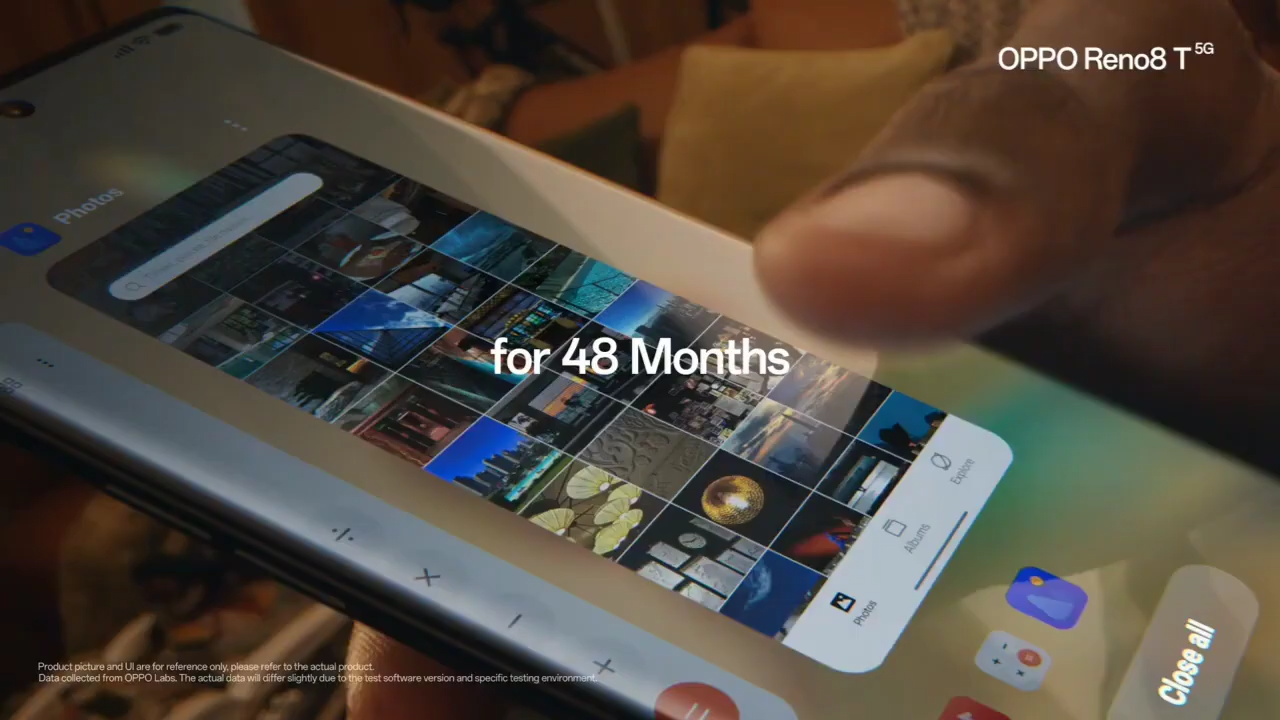 OPPO Reno8 T 5G
Photos
for 48 Months
Explore
Albums
Photos
÷
×
−
+
Close all
Product picture and UI are for reference only, please refer to the actual product.
Data collected from OPPO Labs. The actual data will differ slightly due to the test software version and specific testing environment.